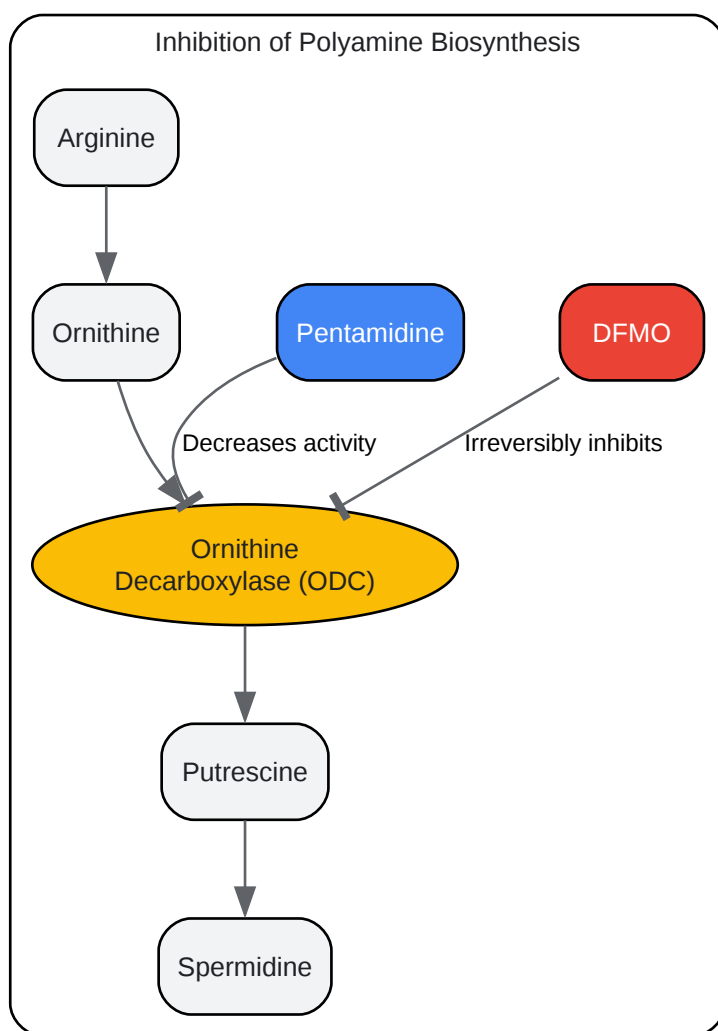 Inhibition of Polyamine Biosynthesis
Arginine
Ornithine
Pentamidine
DFMO
Decreases activity
Irreversibly inhibits
Ornithine
Decarboxylase (ODC)
Putrescine
Spermidine